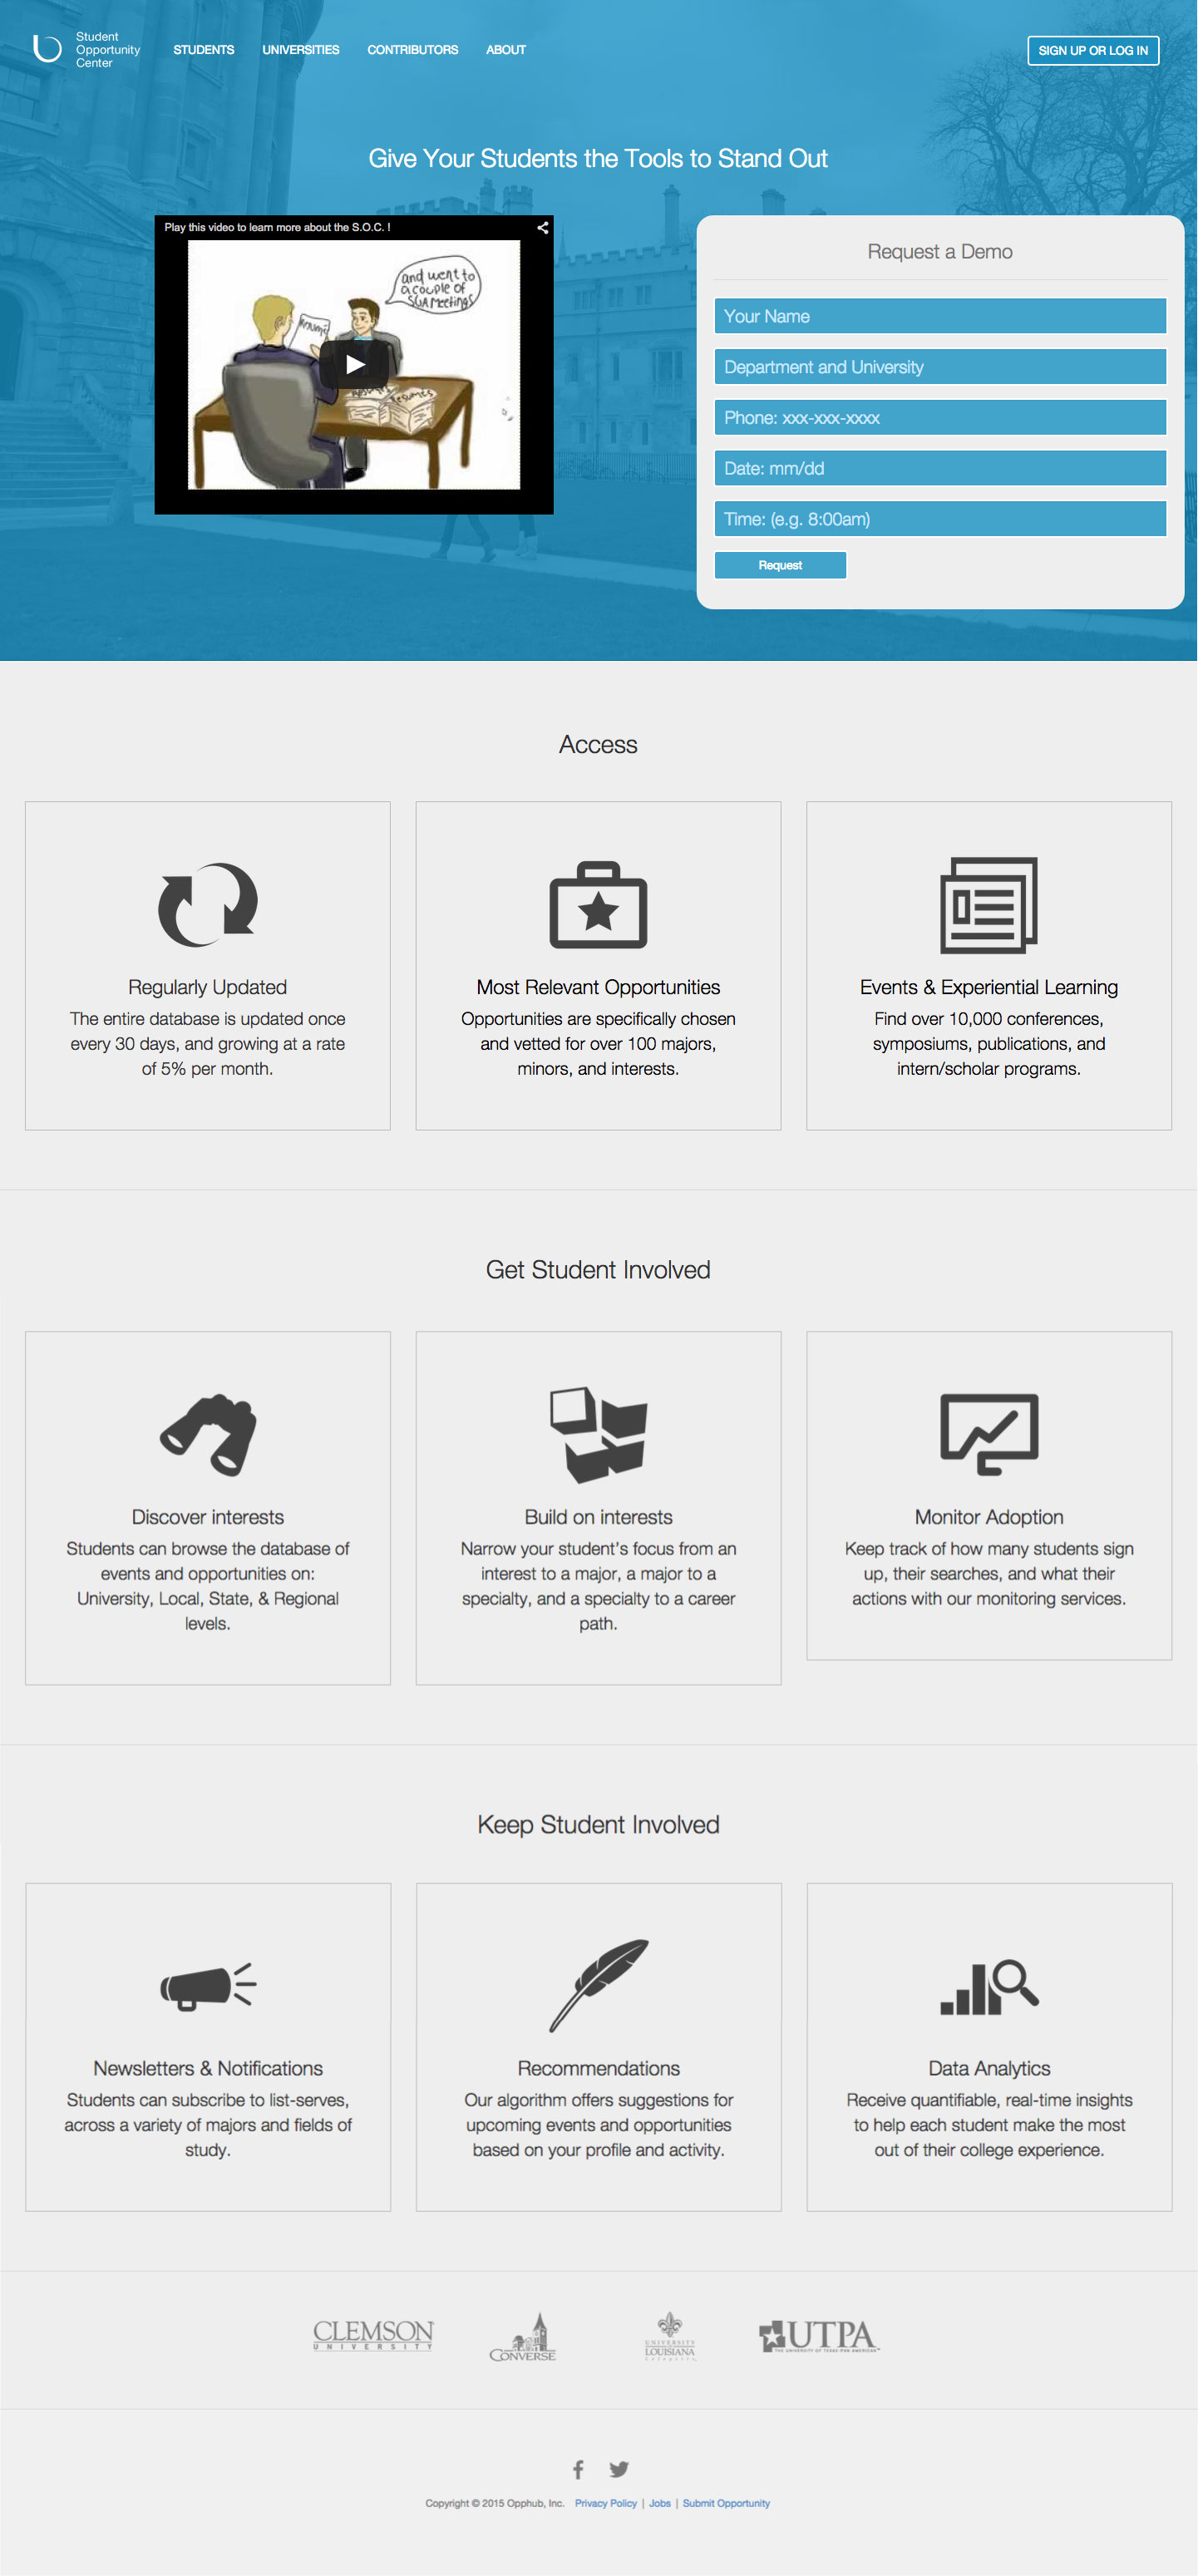 Student
Opportunity
Center
STUDENTS UNIVERSITIES CONTRIBUTORS ABOUT
SIGN UP OR LOG IN
Give Your Students the Tools to Stand Out
Play this video to learn more about the S.O.C. !
and went to
a couple of
SGA meetings
Resume
Resumes
Request a Demo
Your Name
Department and University
Phone: xxx-xxx-xxxx
Date: mm/dd
Time: (e.g. 8:00am)
Request
Access
Regularly Updated
The entire database is updated once
every 30 days, and growing at a rate
of 5% per month.
Most Relevant Opportunities
Opportunities are specifically chosen
and vetted for over 100 majors,
minors, and interests.
Events & Experiential Learning
Find over 10,000 conferences,
symposiums, publications, and
intern/scholar programs.
Get Student Involved
Discover interests
Students can browse the database of
events and opportunities on:
University, Local, State, & Regional
levels.
Build on interests
Narrow your student's focus from an
interest to a major, a major to a
specialty, and a specialty to a career
path.
Monitor Adoption
Keep track of how many students sign
up, their searches, and what their
actions with our monitoring services.
Keep Student Involved
Newsletters & Notifications
Students can subscribe to list-serves,
across a variety of majors and fields of
study.
Recommendations
Our algorithm offers suggestions for
upcoming events and opportunities
based on your profile and activity.
Data Analytics
Receive quantifiable, real-time insights
to help each student make the most
out of their college experience.
CLEMSON
UNIVERSITY
CONVERSE
UNIVERSITY
LOUISIANA
UTPA
THE UNIVERSITY OF TEXAS-PAN AMERICAN
Copyright © 2015 Opphub, Inc. Privacy Policy | Jobs | Submit Opportunity